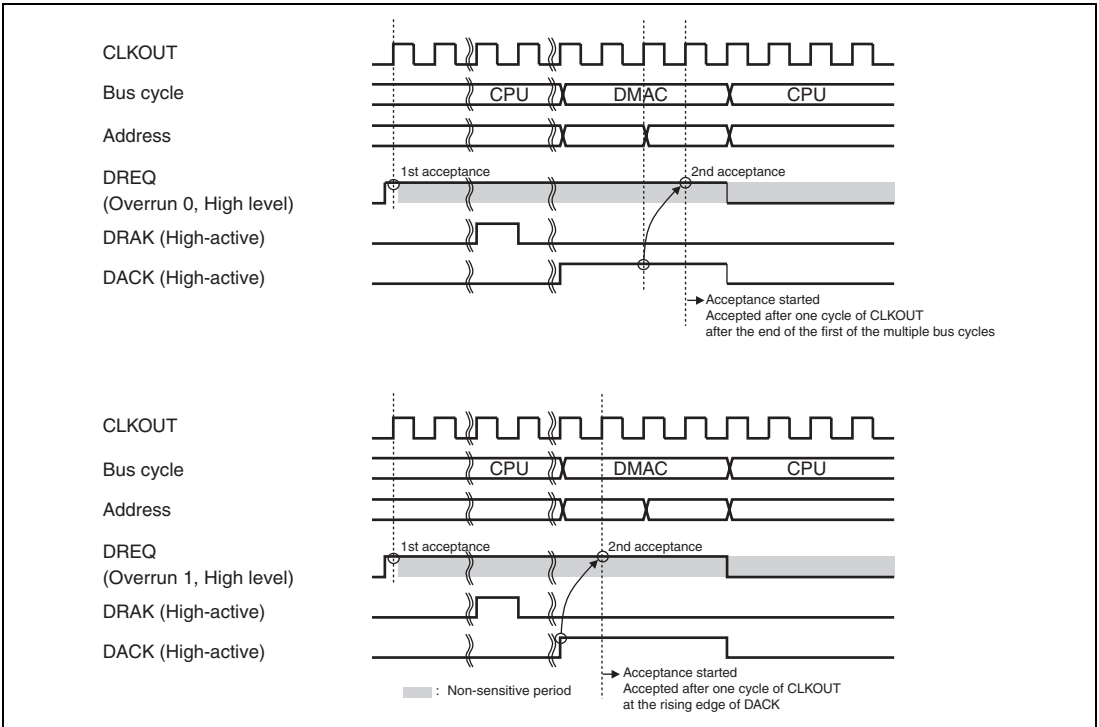 CLKOUT
Bus cycle CPU DMAC CPU
Address
DREQ 1st acceptance 2nd acceptance
(Overrun 0, High level)
DRAK (High-active)
DACK (High-active)
Acceptance started
Accepted after one cycle of CLKOUT
after the end of the first of the multiple bus cycles
CLKOUT
Bus cycle CPU DMAC CPU
Address
DREQ 1st acceptance 2nd acceptance
(Overrun 1, High level)
DRAK (High-active)
DACK (High-active)
Acceptance started
: Non-sensitive period Accepted after one cycle of CLKOUT
at the rising edge of DACK